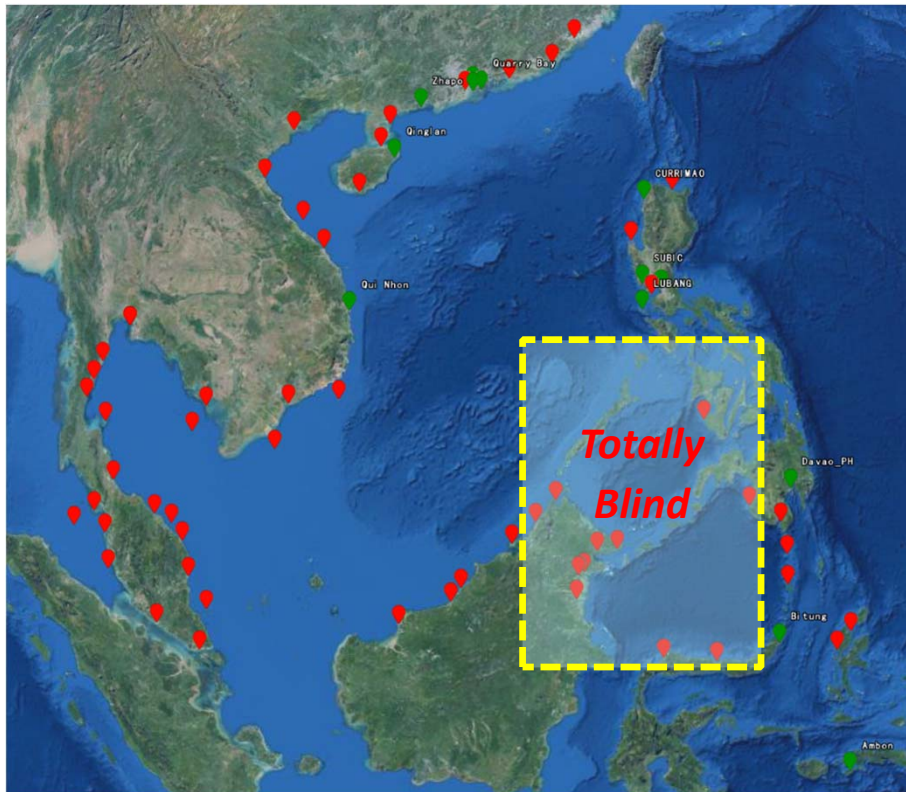 Quarry Bay
Zhapo
Qinglan
CURRIMAO
SUBIC
LUBANG
Qui Nhon
Totally
Blind
Davao_PH
Bitung
Ambon